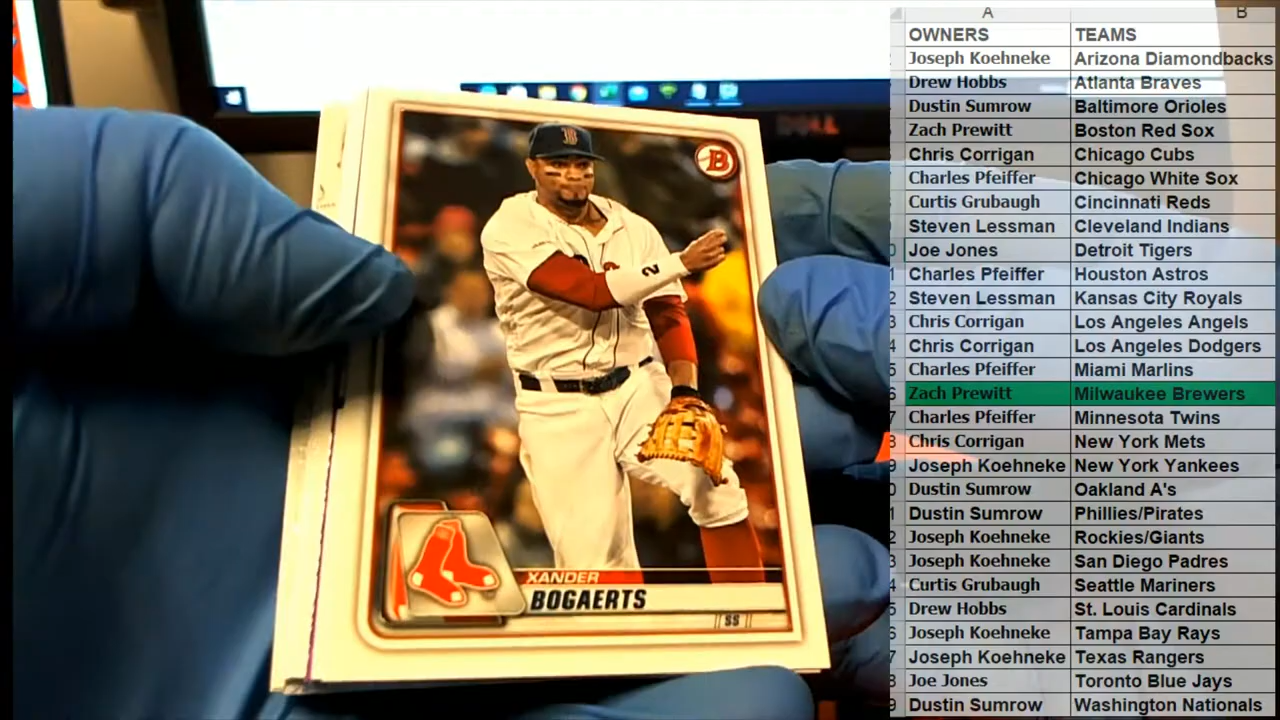 A B
OWNERS TEAMS
Joseph Koehneke Arizona Diamondbacks
Drew Hobbs Atlanta Braves
Dustin Sumrow Baltimore Orioles
Zach Prewitt Boston Red Sox
Chris Corrigan Chicago Cubs
Charles Pfeiffer Chicago White Sox
Curtis Grubaugh Cincinnati Reds
Steven Lessman Cleveland Indians
Joe Jones Detroit Tigers
Charles Pfeiffer Houston Astros
Steven Lessman Kansas City Royals
Chris Corrigan Los Angeles Angels
Chris Corrigan Los Angeles Dodgers
Charles Pfeiffer Miami Marlins
Zach Prewitt Milwaukee Brewers
Charles Pfeiffer Minnesota Twins
Chris Corrigan New York Mets
Joseph Koehneke New York Yankees
Dustin Sumrow Oakland A's
Dustin Sumrow Phillies/Pirates
Joseph Koehneke Rockies/Giants
Joseph Koehneke San Diego Padres
Curtis Grubaugh Seattle Mariners
Drew Hobbs St. Louis Cardinals
Joseph Koehneke Tampa Bay Rays
Joseph Koehneke Texas Rangers
Joe Jones Toronto Blue Jays
Dustin Sumrow Washington Nationals
DELL
B
B
2
XANDER
BOGAERTS
SS